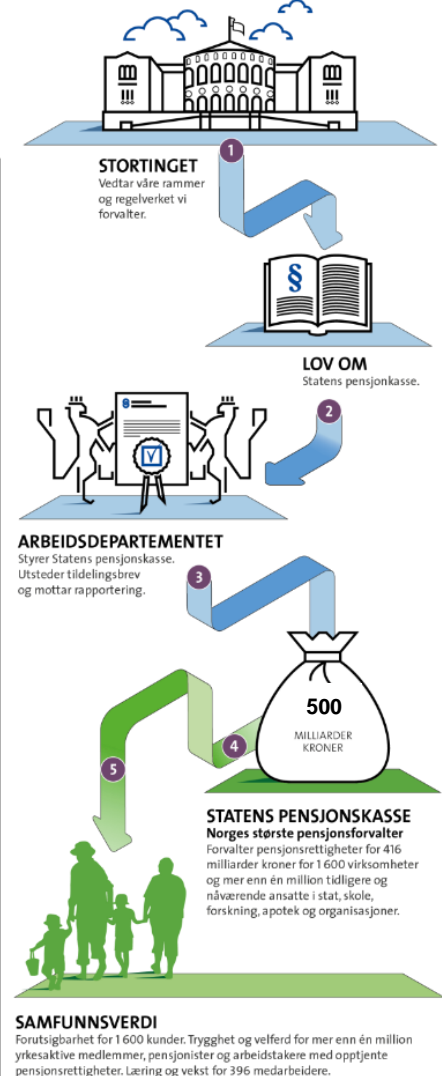 1
STORTINGET
Vedtar våre rammer
og regelverket vi
forvalter.
§
LOV OM
Statens pensjonkasse.
2
§
ARBEIDSDEPARTEMENTET
Styrer Statens pensjonskasse.
Utsteder tildelingsbrev
og mottar rapportering.
3
500
MILLIARDER
KRONER
4
5
STATENS PENSJONSKASSE
Norges største pensjonsforvalter
Forvalter pensjonsrettigheter for 416
milliarder kroner for 1600 virksomheter
og mer enn én million tidligere og
nåværende ansatte i stat, skole,
forskning, apotek og organisasjoner.
SAMFUNNSVERDI
Forutsigbarhet for 1600 kunder. Trygghet og velferd for mer enn én million
yrkesaktive medlemmer, pensjonister og arbeidstakere med opptjente
pensjonsrettigheter. Læring og vekst for 396 medarbeidere.